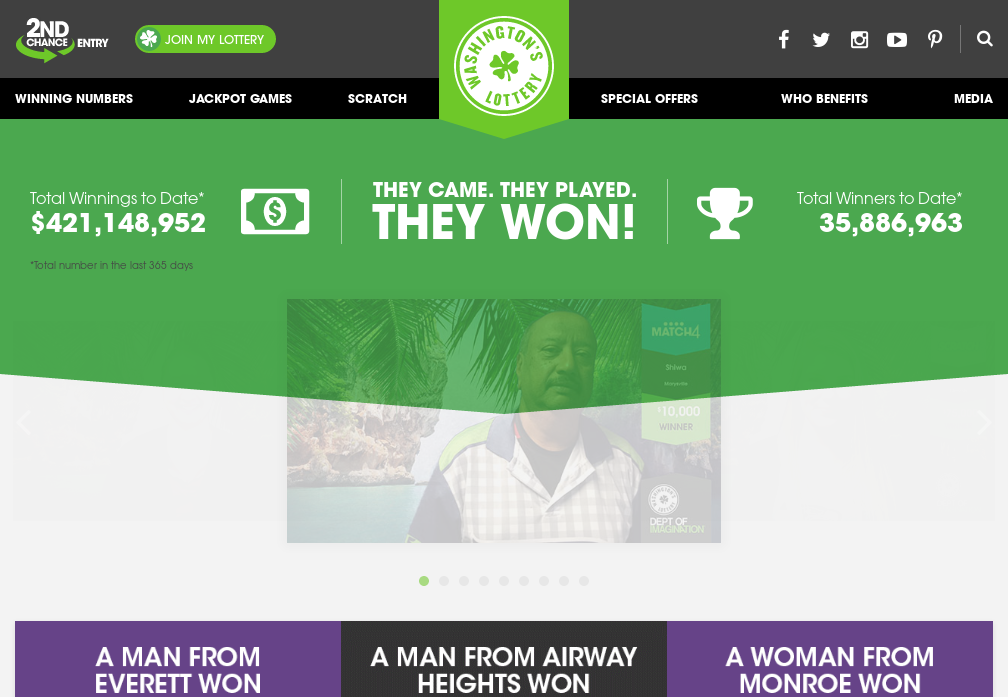 2ND
CHANCE ENTRY
JOIN MY LOTTERY
WASHINGTON'S
LOTTERY
WINNING NUMBERS
JACKPOT GAMES
SCRATCH
SPECIAL OFFERS
WHO BENEFITS
MEDIA
Total Winnings to Date*
$421,148,952
*Total number in the last 365 days
THEY CAME. THEY PLAYED.
THEY WON!
Total Winners to Date*
35,886,963
MATCH4
Shiwa
Marysville
$10,000
WINNER
WASHINGTON'S
LOTTERY
DEPT OF
IMAGINATION
A MAN FROM
EVERETT WON
A MAN FROM AIRWAY
HEIGHTS WON
A WOMAN FROM
MONROE WON